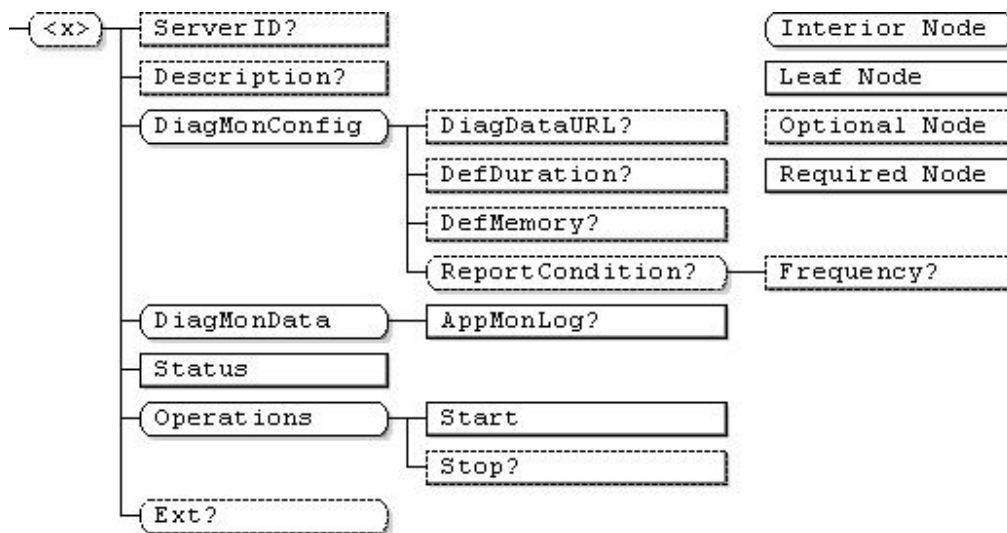 <x>
ServerID?
Interior Node
Description?
Leaf Node
DiagMonConfig
DiagDataURL?
Optional Node
DefDuration?
Required Node
DefMemory?
ReportCondition?
Frequency?
DiagMonData
AppMonLog?
Status
Operations
Start
Stop?
Ext?